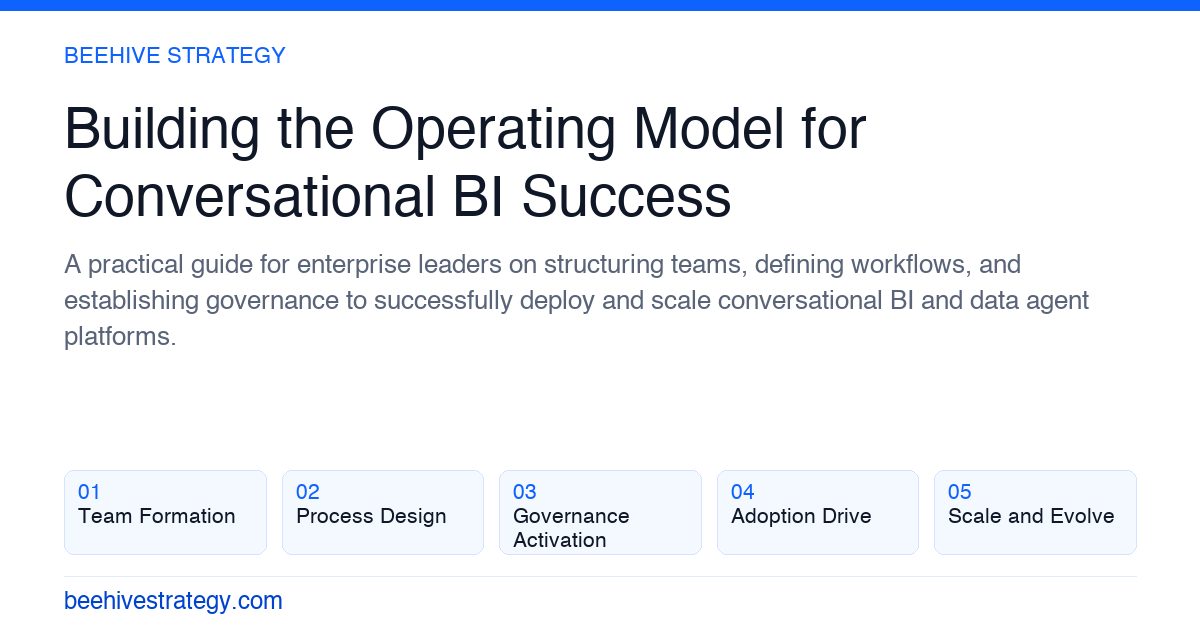 BEEHIVE STRATEGY
Building the Operating Model for
Conversational BI Success
A practical guide for enterprise leaders on structuring teams, defining workflows, and
establishing governance to successfully deploy and scale conversational BI and data agent
platforms.
01
Team Formation
02
Process Design
03
Governance
Activation
04
Adoption Drive
05
Scale and Evolve
beehivestrategy.com